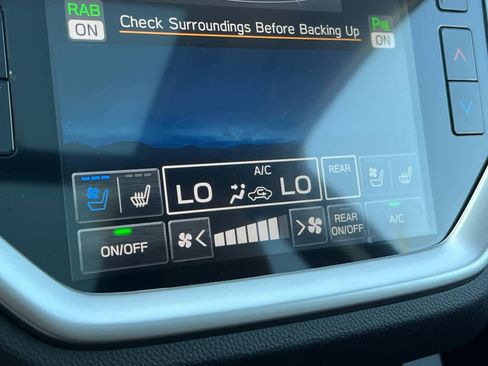 RAB
ON
Check Surroundings Before Backing Up
ON
A/C
LO
LO
REAR
ON/OFF
REAR
ON/OFF
A/C